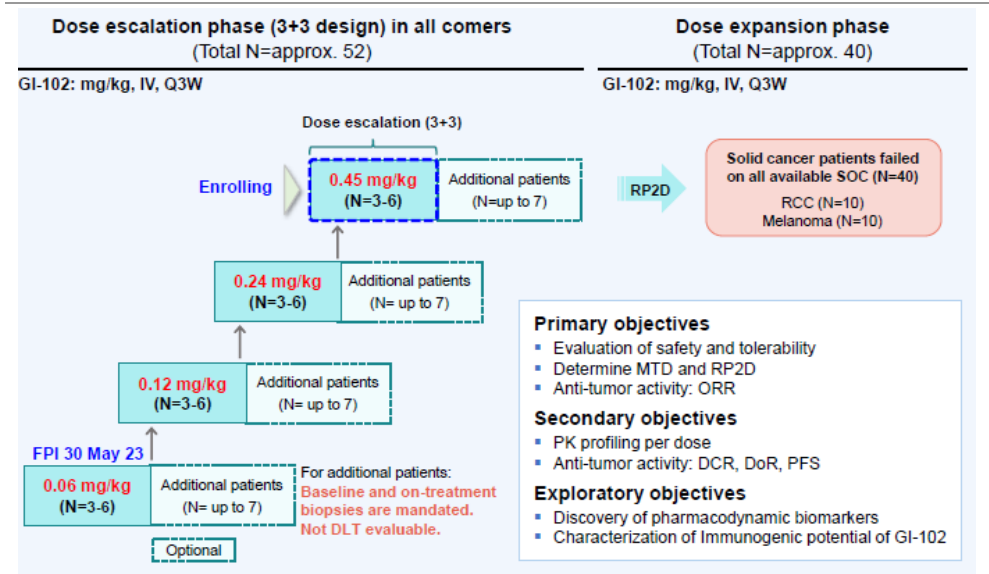 Dose escalation phase (3+3 design) in all comers
(Total N=approx. 52)
GI-102: mg/kg, IV, Q3W
Dose expansion phase
(Total N=approx. 40)
GI-102: mg/kg, IV, Q3W
Dose escalation (3+3)
Enrolling
0.45 mg/kg
(N=3-6)
Additional patients
(N=up to 7)
RP2D
Solid cancer patients failed
on all available SOC (N=40)
RCC (N=10)
Melanoma (N=10)
0.24 mg/kg
(N=3-6)
Additional patients
(N= up to 7)
0.12 mg/kg
(N=3-6)
Additional patients
(N= up to 7)
FPI 30 May 23
0.06 mg/kg
(N=3-6)
Additional patients
(N= up to 7)
Optional
For additional patients:
Baseline and on-treatment
biopsies are mandated.
Not DLT evaluable.
Primary objectives
▪ Evaluation of safety and tolerability
▪ Determine MTD and RP2D
▪ Anti-tumor activity: ORR
Secondary objectives
▪ PK profiling per dose
▪ Anti-tumor activity: DCR, DoR, PFS
Exploratory objectives
▪ Discovery of pharmacodynamic biomarkers
▪ Characterization of Immunogenic potential of GI-102